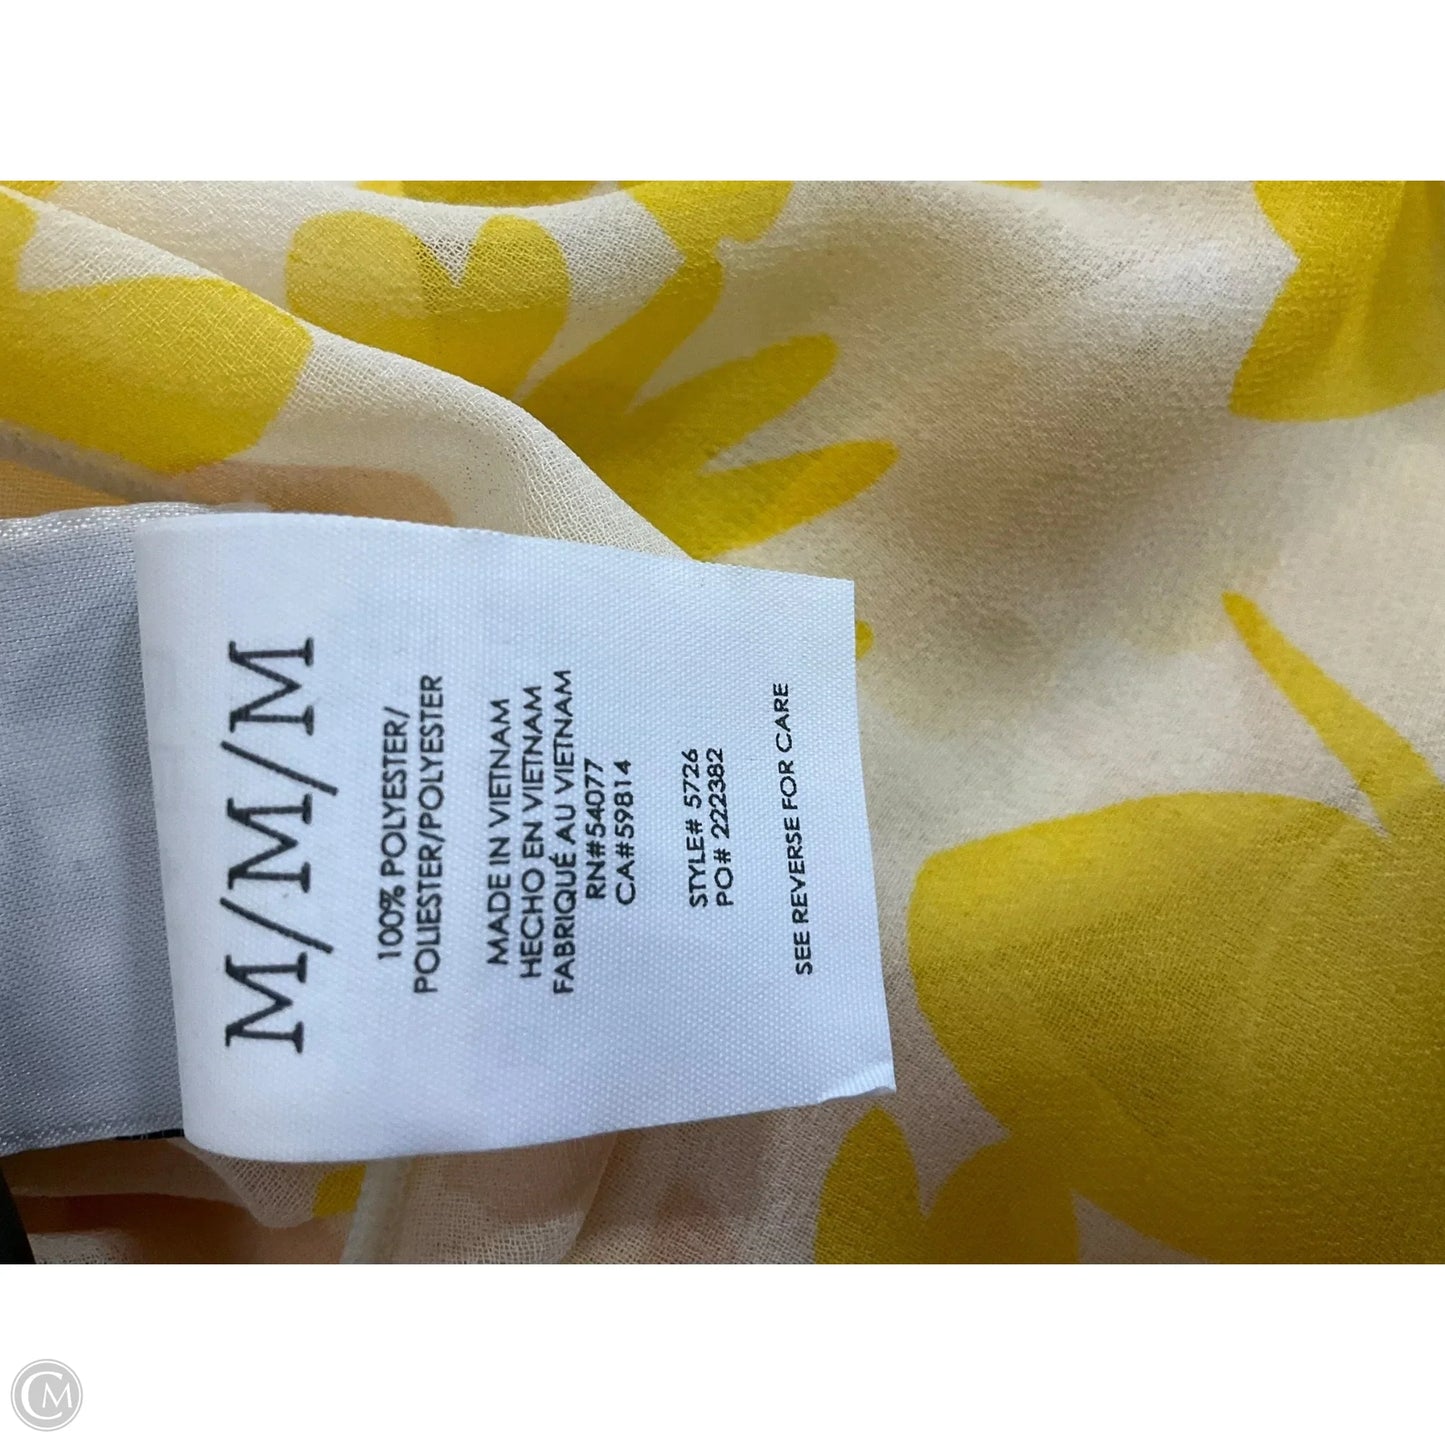 M/M/M
100% POLYESTER/
POLIESTER/POLYESTER
MADE IN VIETNAM
HECHO EN VIETNAM
FABRIQUÉ AU VIETNAM
RN#54077
CA#59814
STYLE# 5726
PO# 222382
SEE REVERSE FOR CARE
CM